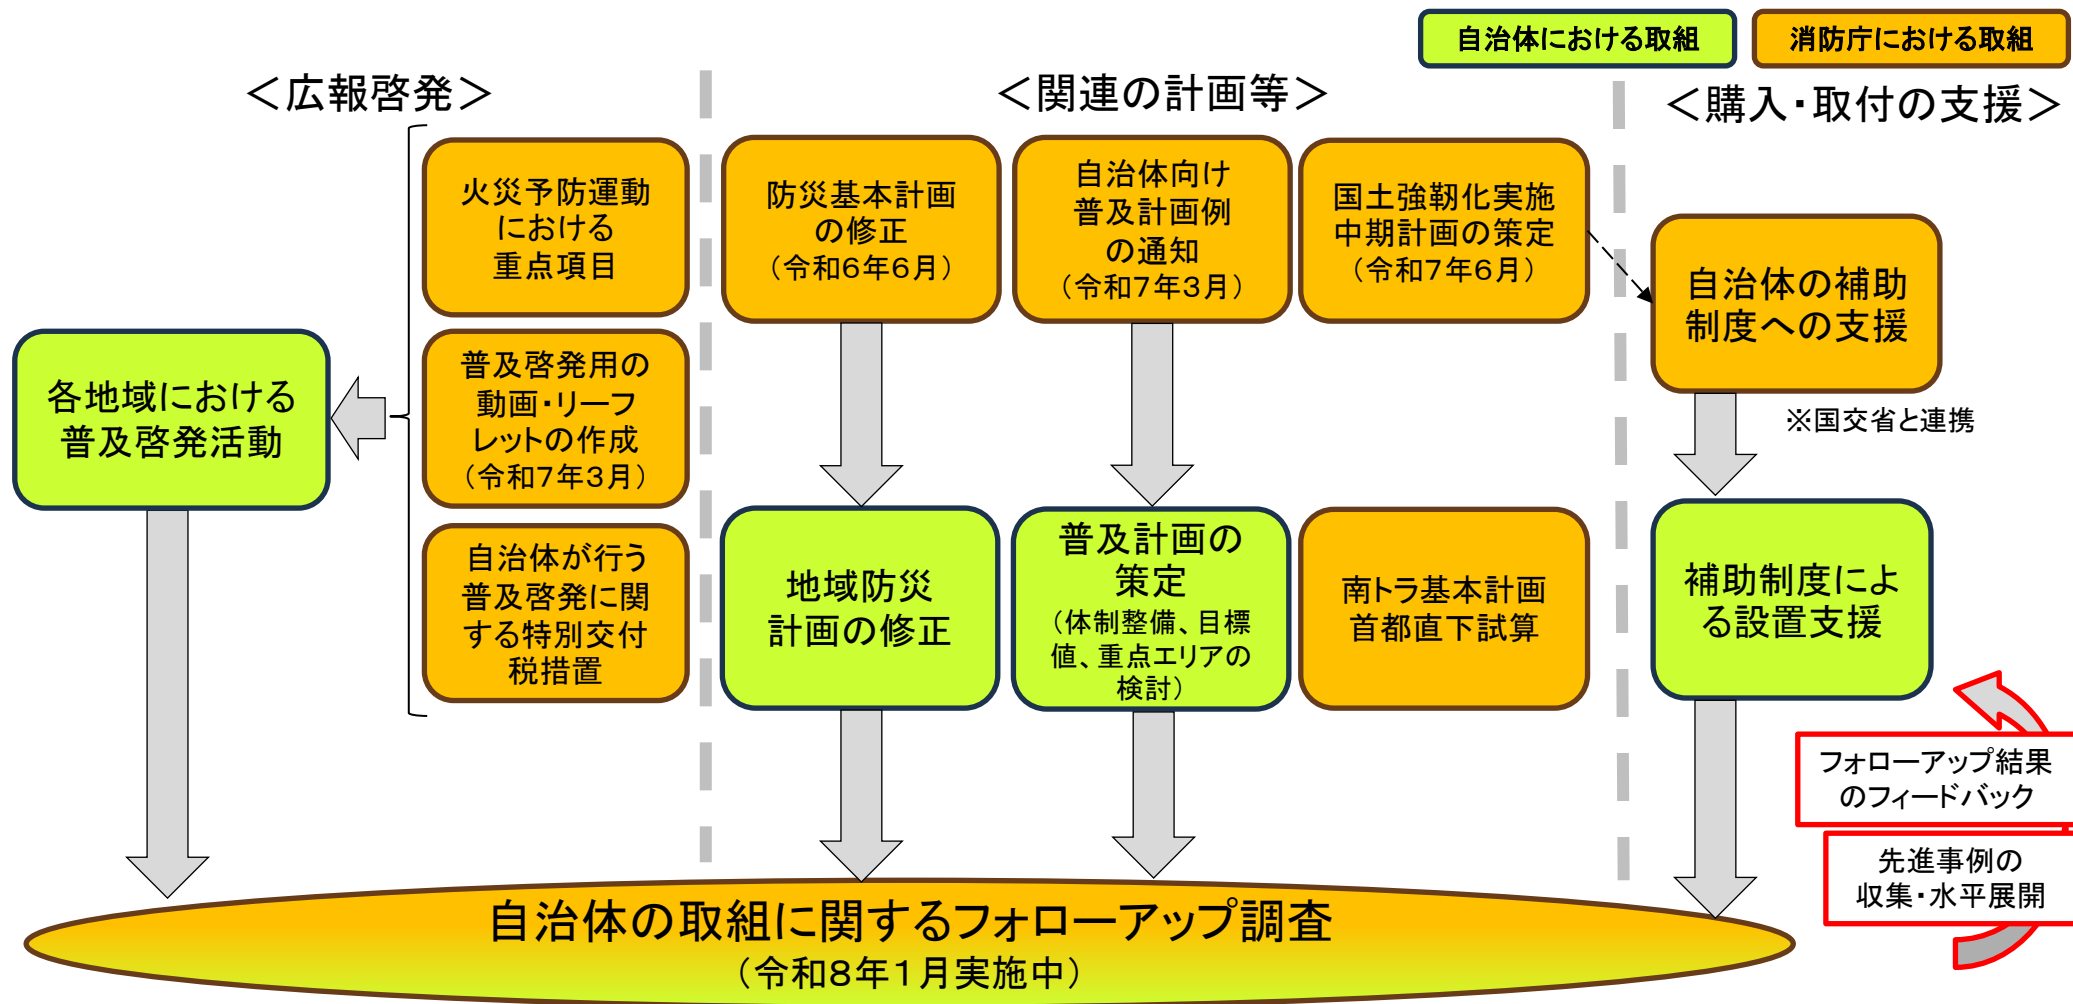 自治体における取組
消防庁における取組
＜広報啓発＞
＜関連の計画等＞
＜購入・取付の支援＞
火災予防運動
における
重点項目
普及啓発用の
動画・リーフ
レットの作成
（令和７年３月）
自治体が行う
普及啓発に関
する特別交付
税措置
各地域における
普及啓発活動
防災基本計画
の修正
（令和６年６月）
自治体向け
普及計画例
の通知
（令和７年３月）
国土強靭化実施
中期計画の策定
（令和７年６月）
自治体の補助
制度への支援
※国交省と連携
地域防災
計画の修正
普及計画の
策定
（体制整備、目標
値、重点エリアの
検討）
南トラ基本計画
首都直下試算
補助制度によ
る設置支援
フォローアップ結果
のフィードバック
先進事例の
収集・水平展開
自治体の取組に関するフォローアップ調査
（令和８年１月実施中）